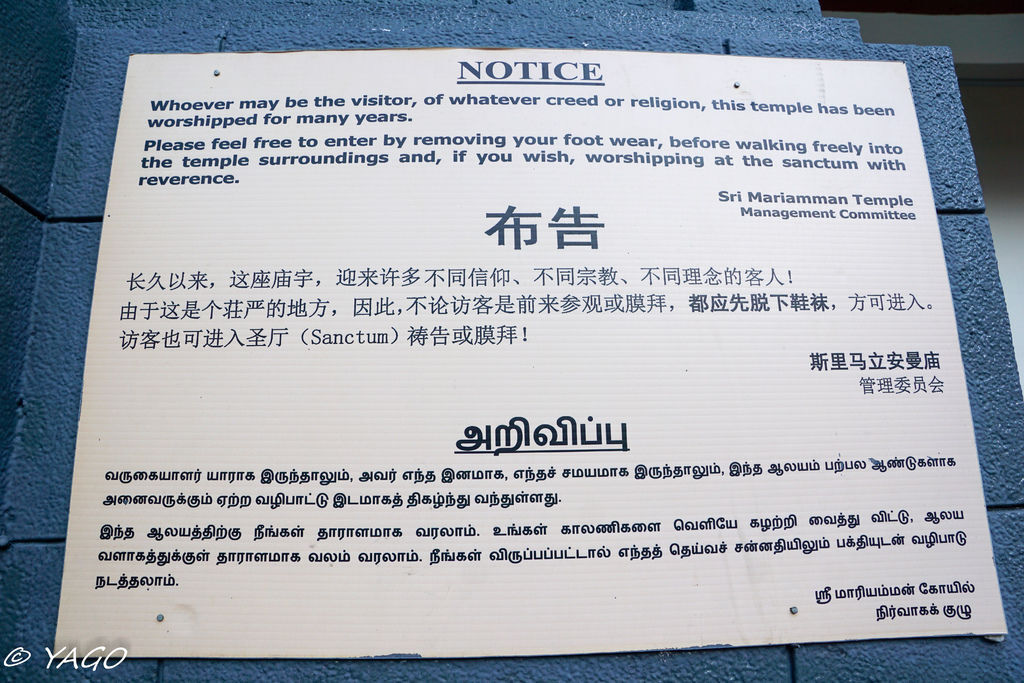 NOTICE
Whoever may be the visitor, of whatever creed or religion, this temple has been
worshipped for many years.
Please feel free to enter by removing your foot wear, before walking freely into
the temple surroundings and, if you wish, worshipping at the sanctum with
reverence.
Sri Mariamman Temple
Management Committee
布告
长久以来，这座庙宇，迎来许多不同信仰、不同宗教、不同理念的客人！
由于这是个荘严的地方，因此，不论访客是前来参观或膜拜，都应先脱下鞋袜，方可进入。
访客也可进入圣厅（Sanctum）祷告或膜拜！
斯里马立安曼庙
管理委员会
அறிவிப்பு
வருகையாளர் யாராக இருந்தாலும், அவர் எந்த இனமாக, எந்தச் சமயமாக இருந்தாலும், இந்த ஆலயம் பற்பல ஆண்டுகளாக
அனைவருக்கும் ஏற்ற வழிபாட்டு இடமாகத் திகழ்ந்து வந்துள்ளது.
இந்த ஆலயத்திற்கு நீங்கள் தாராளமாக வரலாம். உங்கள் காலணிகளை வெளியே கழற்றி வைத்து விட்டு, ஆலய
வளாகத்துக்குள் தாராளமாக வலம் வரலாம். நீங்கள் விருப்பப்பட்டால் எந்தத் தெய்வச் சன்னதியிலும் பக்தியுடன் வழிபாடு
நடத்தலாம்.
ஸ்ரீ மாரியம்மன் கோயில்
நிர்வாகக் குழு
© YAGO